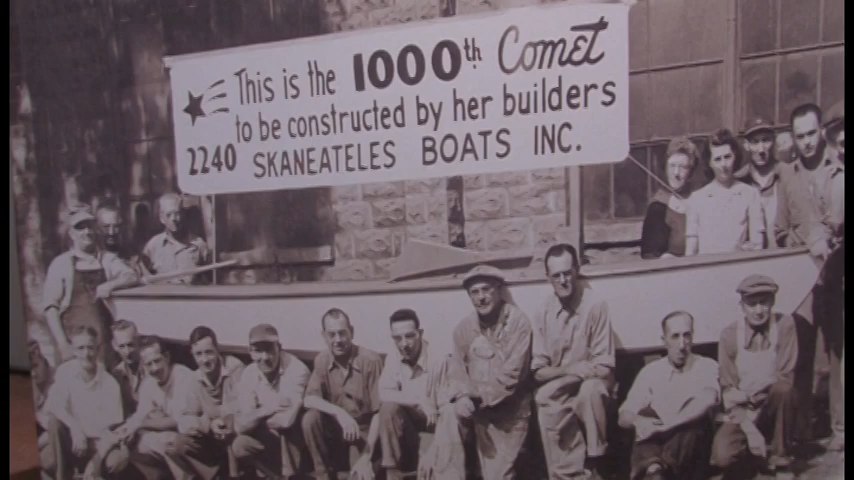 This is the 1000th Comet
to be constructed by her builders
2240 SKANEATELES BOATS INC.